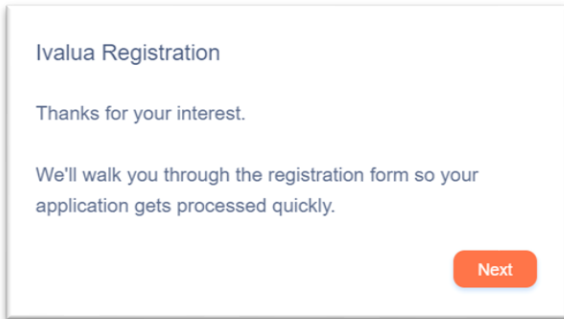 Ivalua Registration
Thanks for your interest.
We'll walk you through the registration form so your
application gets processed quickly.
Next